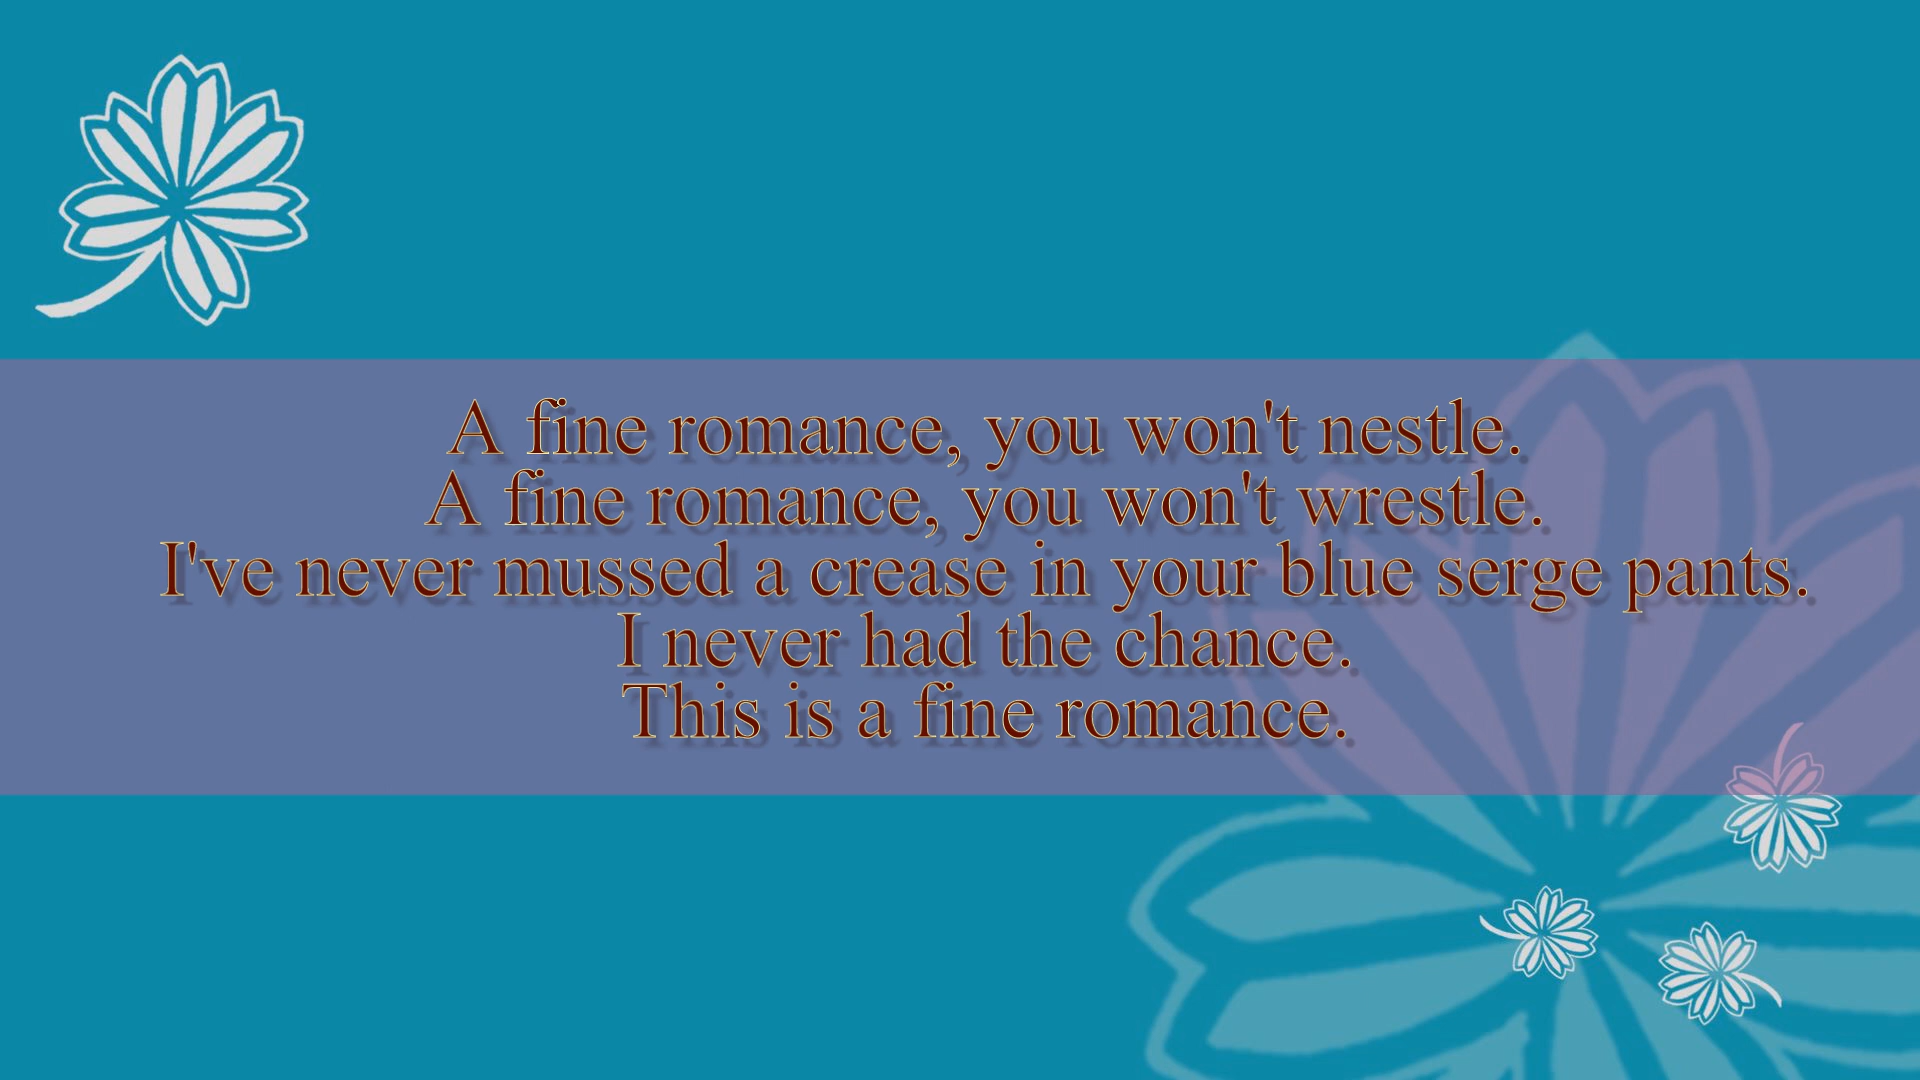 A fine romance, you won't nestle.
A fine romance, you won't wrestle.
I've never mussed a crease in your blue serge pants.
I never had the chance.
This is a fine romance.